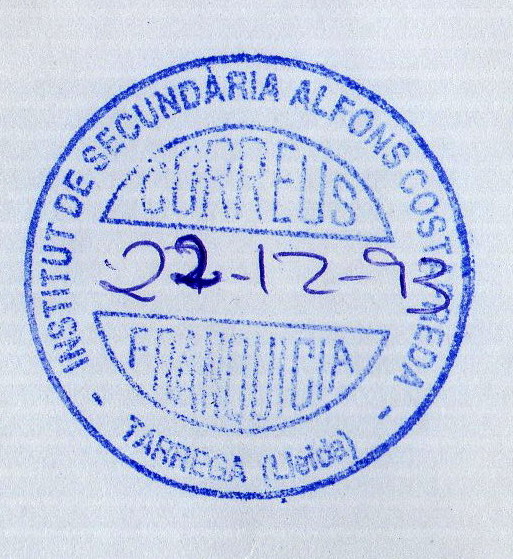 INSTITUT DE SECUNDÀRIA ALFONS COSTAFREDA
CORREUS
22-12-93
FRANQUICIA
- TÀRREGA (Lleida) -